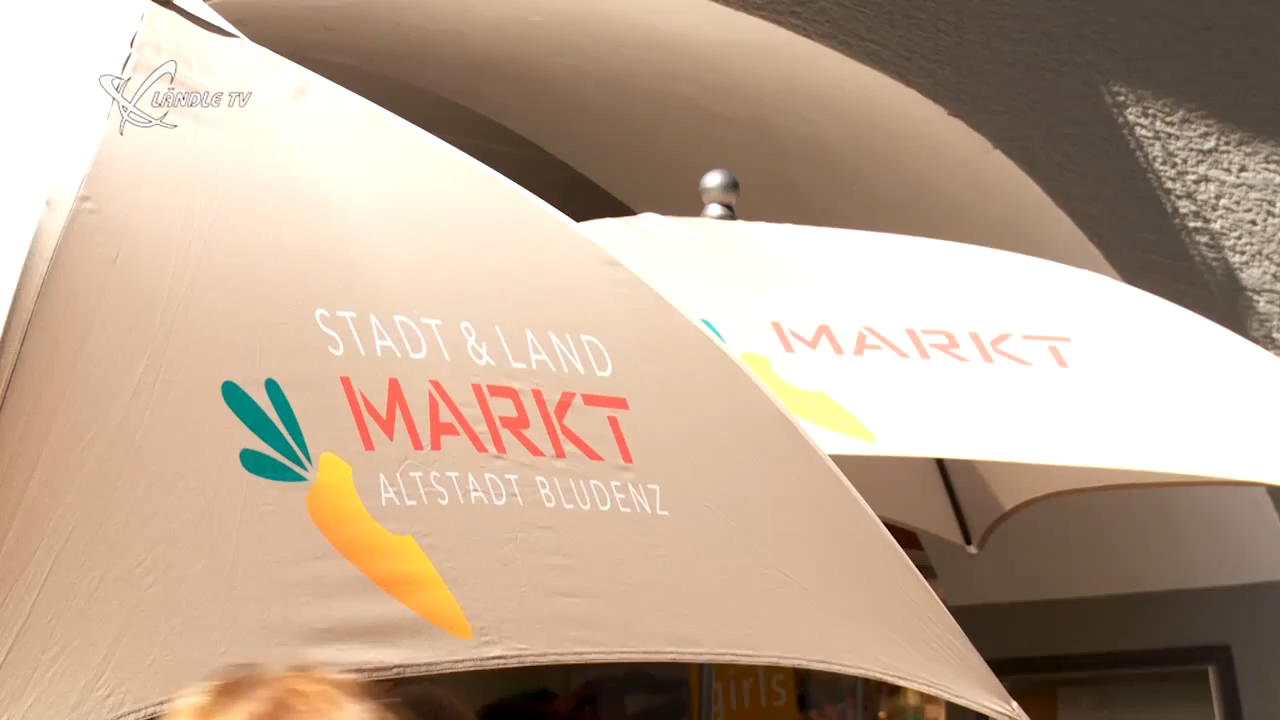 LÄNDLE TV
STADT & LAND
MARKT
ALTSTADT BLUDENZ
MARKT
girls